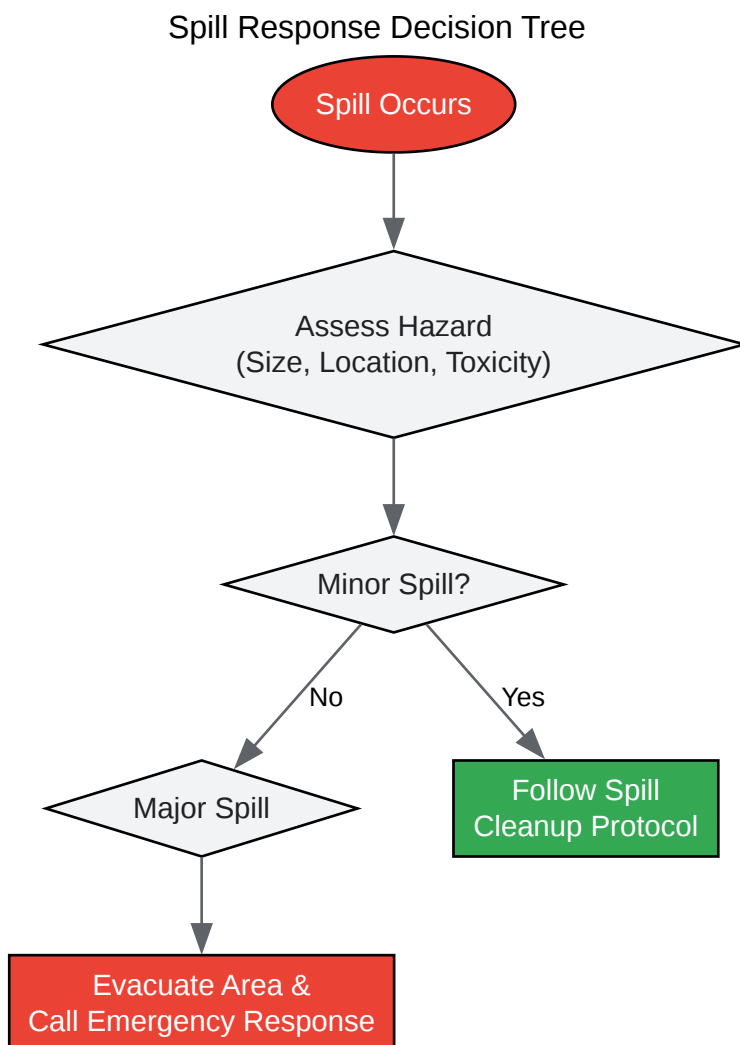 Spill Response Decision Tree
Spill Occurs
Assess Hazard
(Size, Location, Toxicity)
Minor Spill?
No
Yes
Major Spill
Follow Spill
Cleanup Protocol
Evacuate Area &
Call Emergency Response